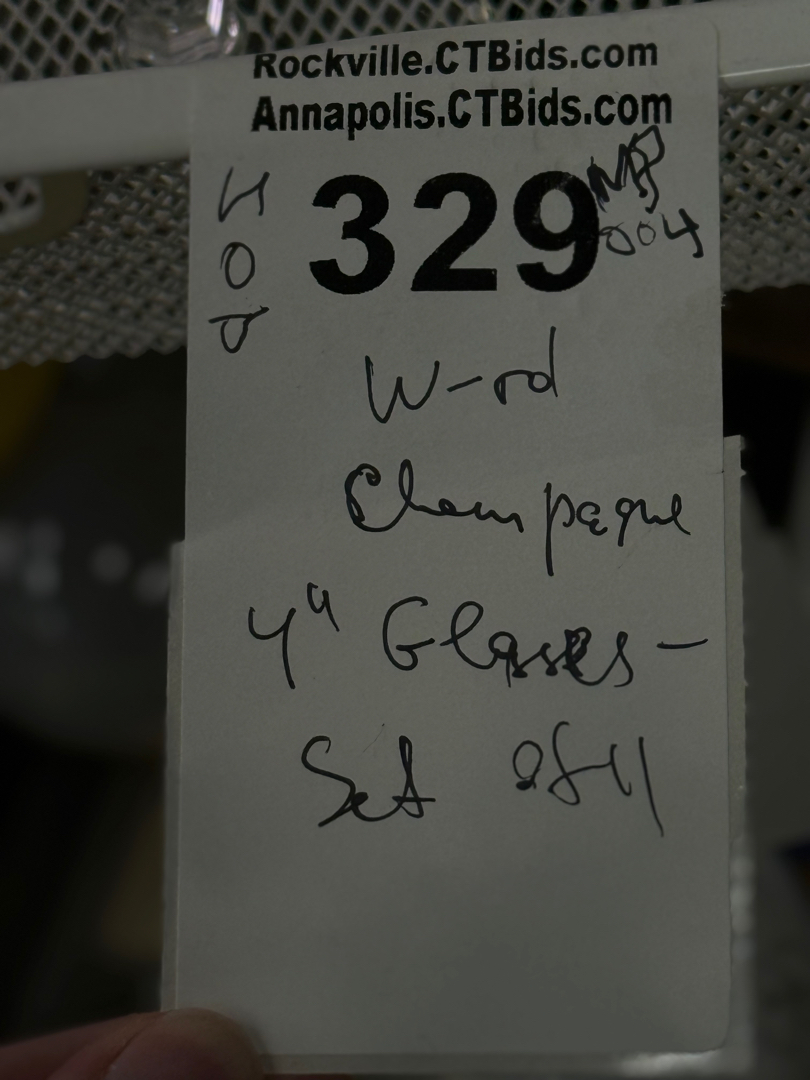 Rockville.CTBids.com
Annapolis.CTBids.com
329
004
W-rd
Champagne
4" Glasses-
Set of 4